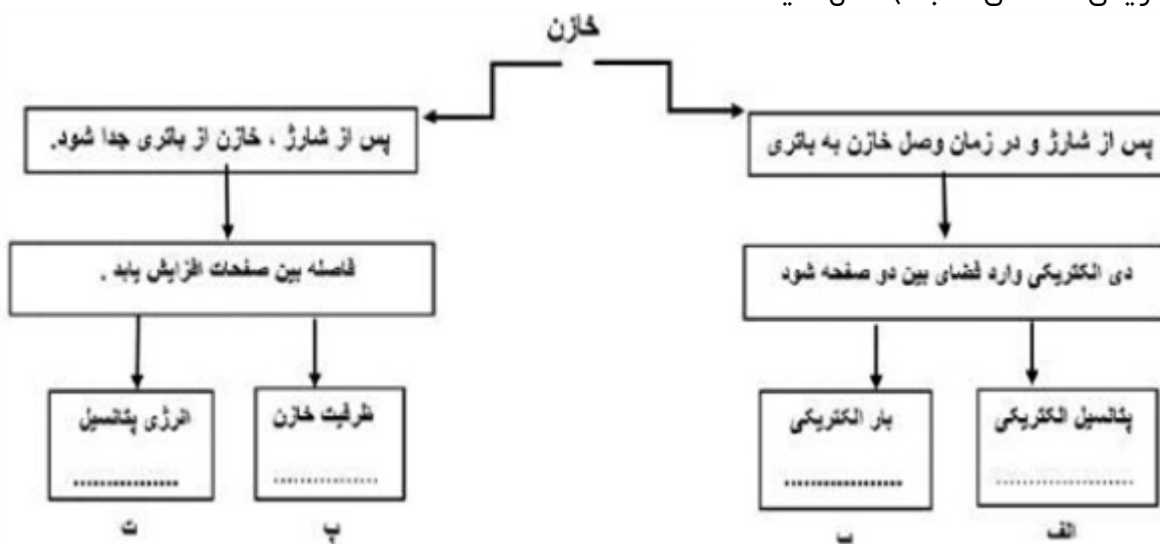 خازن
پس از شارژ و در زمان وصل خازن به باتری
پس از شارژ ، خازن از باتری جدا شود.
دی الکتریکی وارد فضای بین دو صفحه شود
فاصله بین صفحات افزایش یابد .
پتانسیل الکتریکی
....................
بار الکتریکی
..................
ظرفیت خازن
................
انرژی پتانسیل
................
الف
ب
پ
ت